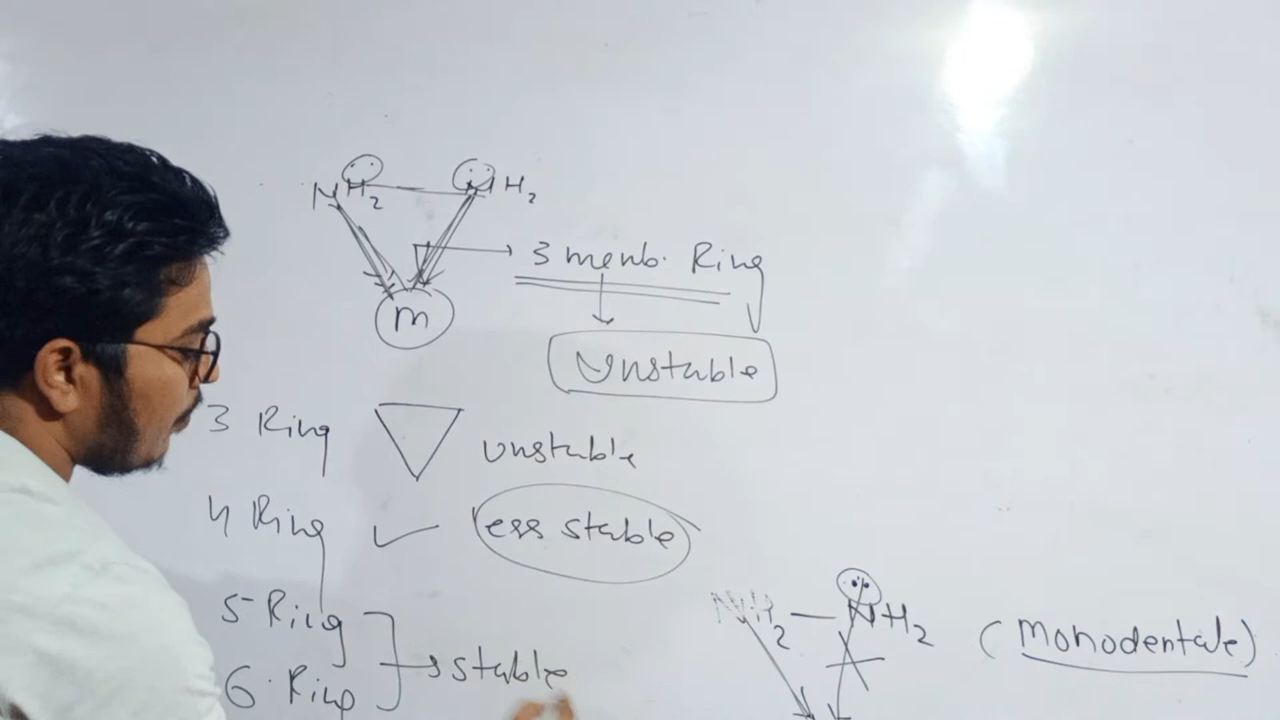 NH2 NH2
3 memb. Ring
m
Unstable
3 Ring unstable
4 Ring less stable
5 Ring
6 Ring stable
NH2 — NH2 (Monodentate)